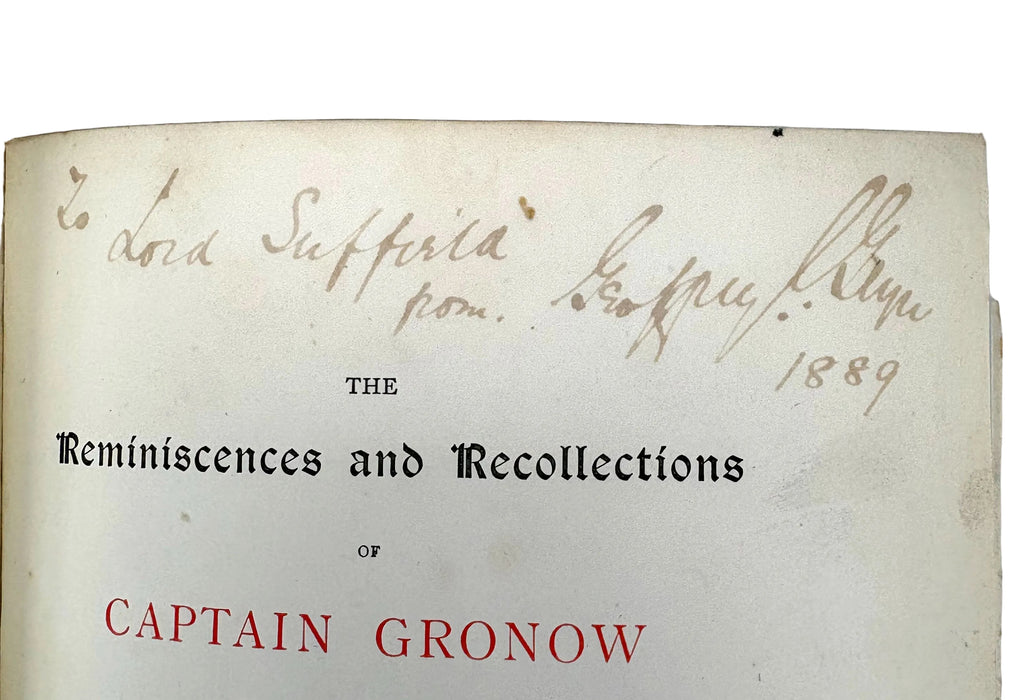 To Lord Suffield
from. Geoffrey
1889
THE
Reminiscences and Recollections
OF
CAPTAIN GRONOW